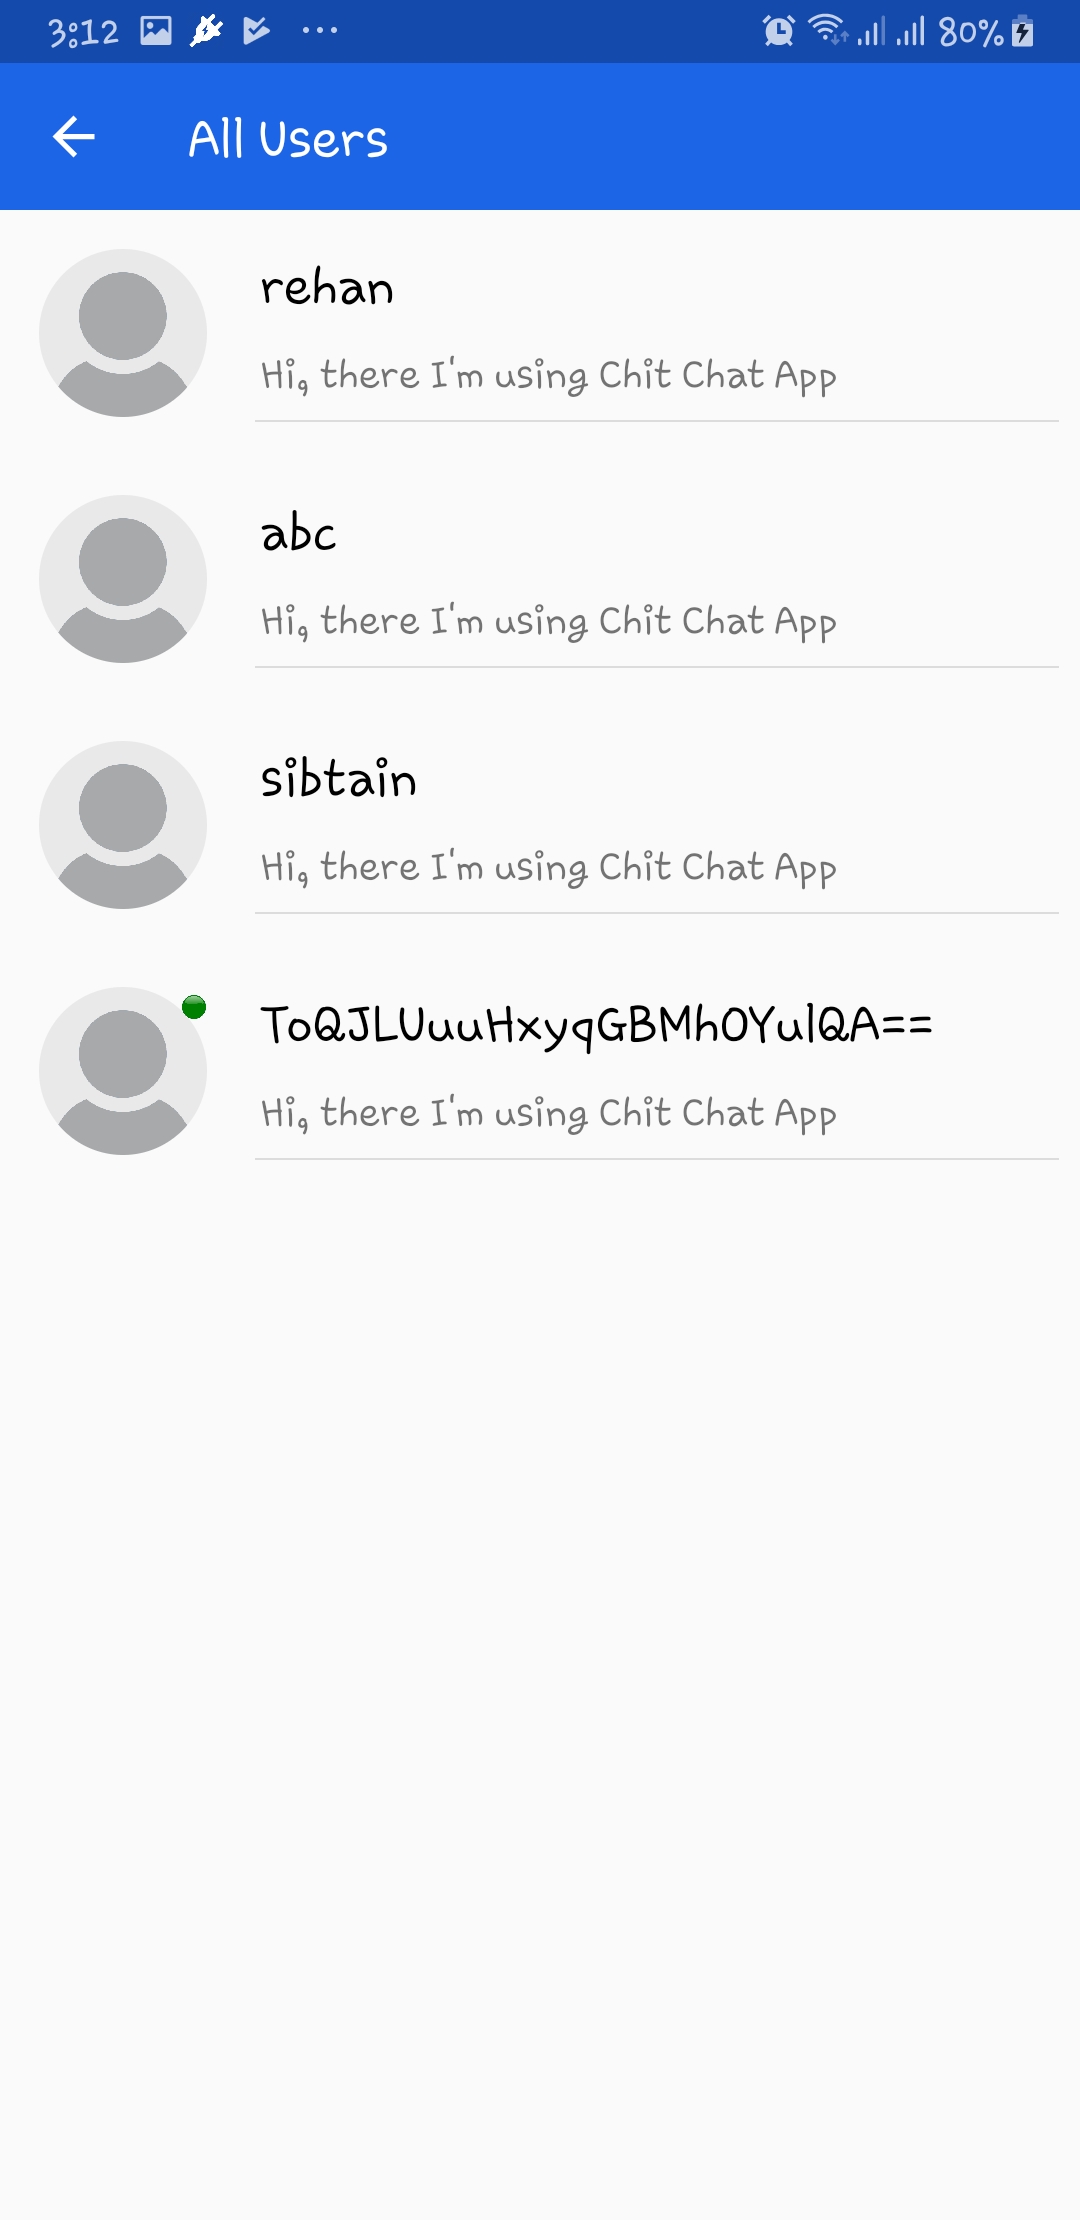 3:12 80%
All Users
rehan
Hi, there I'm using Chit Chat App
abc
Hi, there I'm using Chit Chat App
sibtain
Hi, there I'm using Chit Chat App
ToQJLUuuHxyqGBMhOYulQA==
Hi, there I'm using Chit Chat App